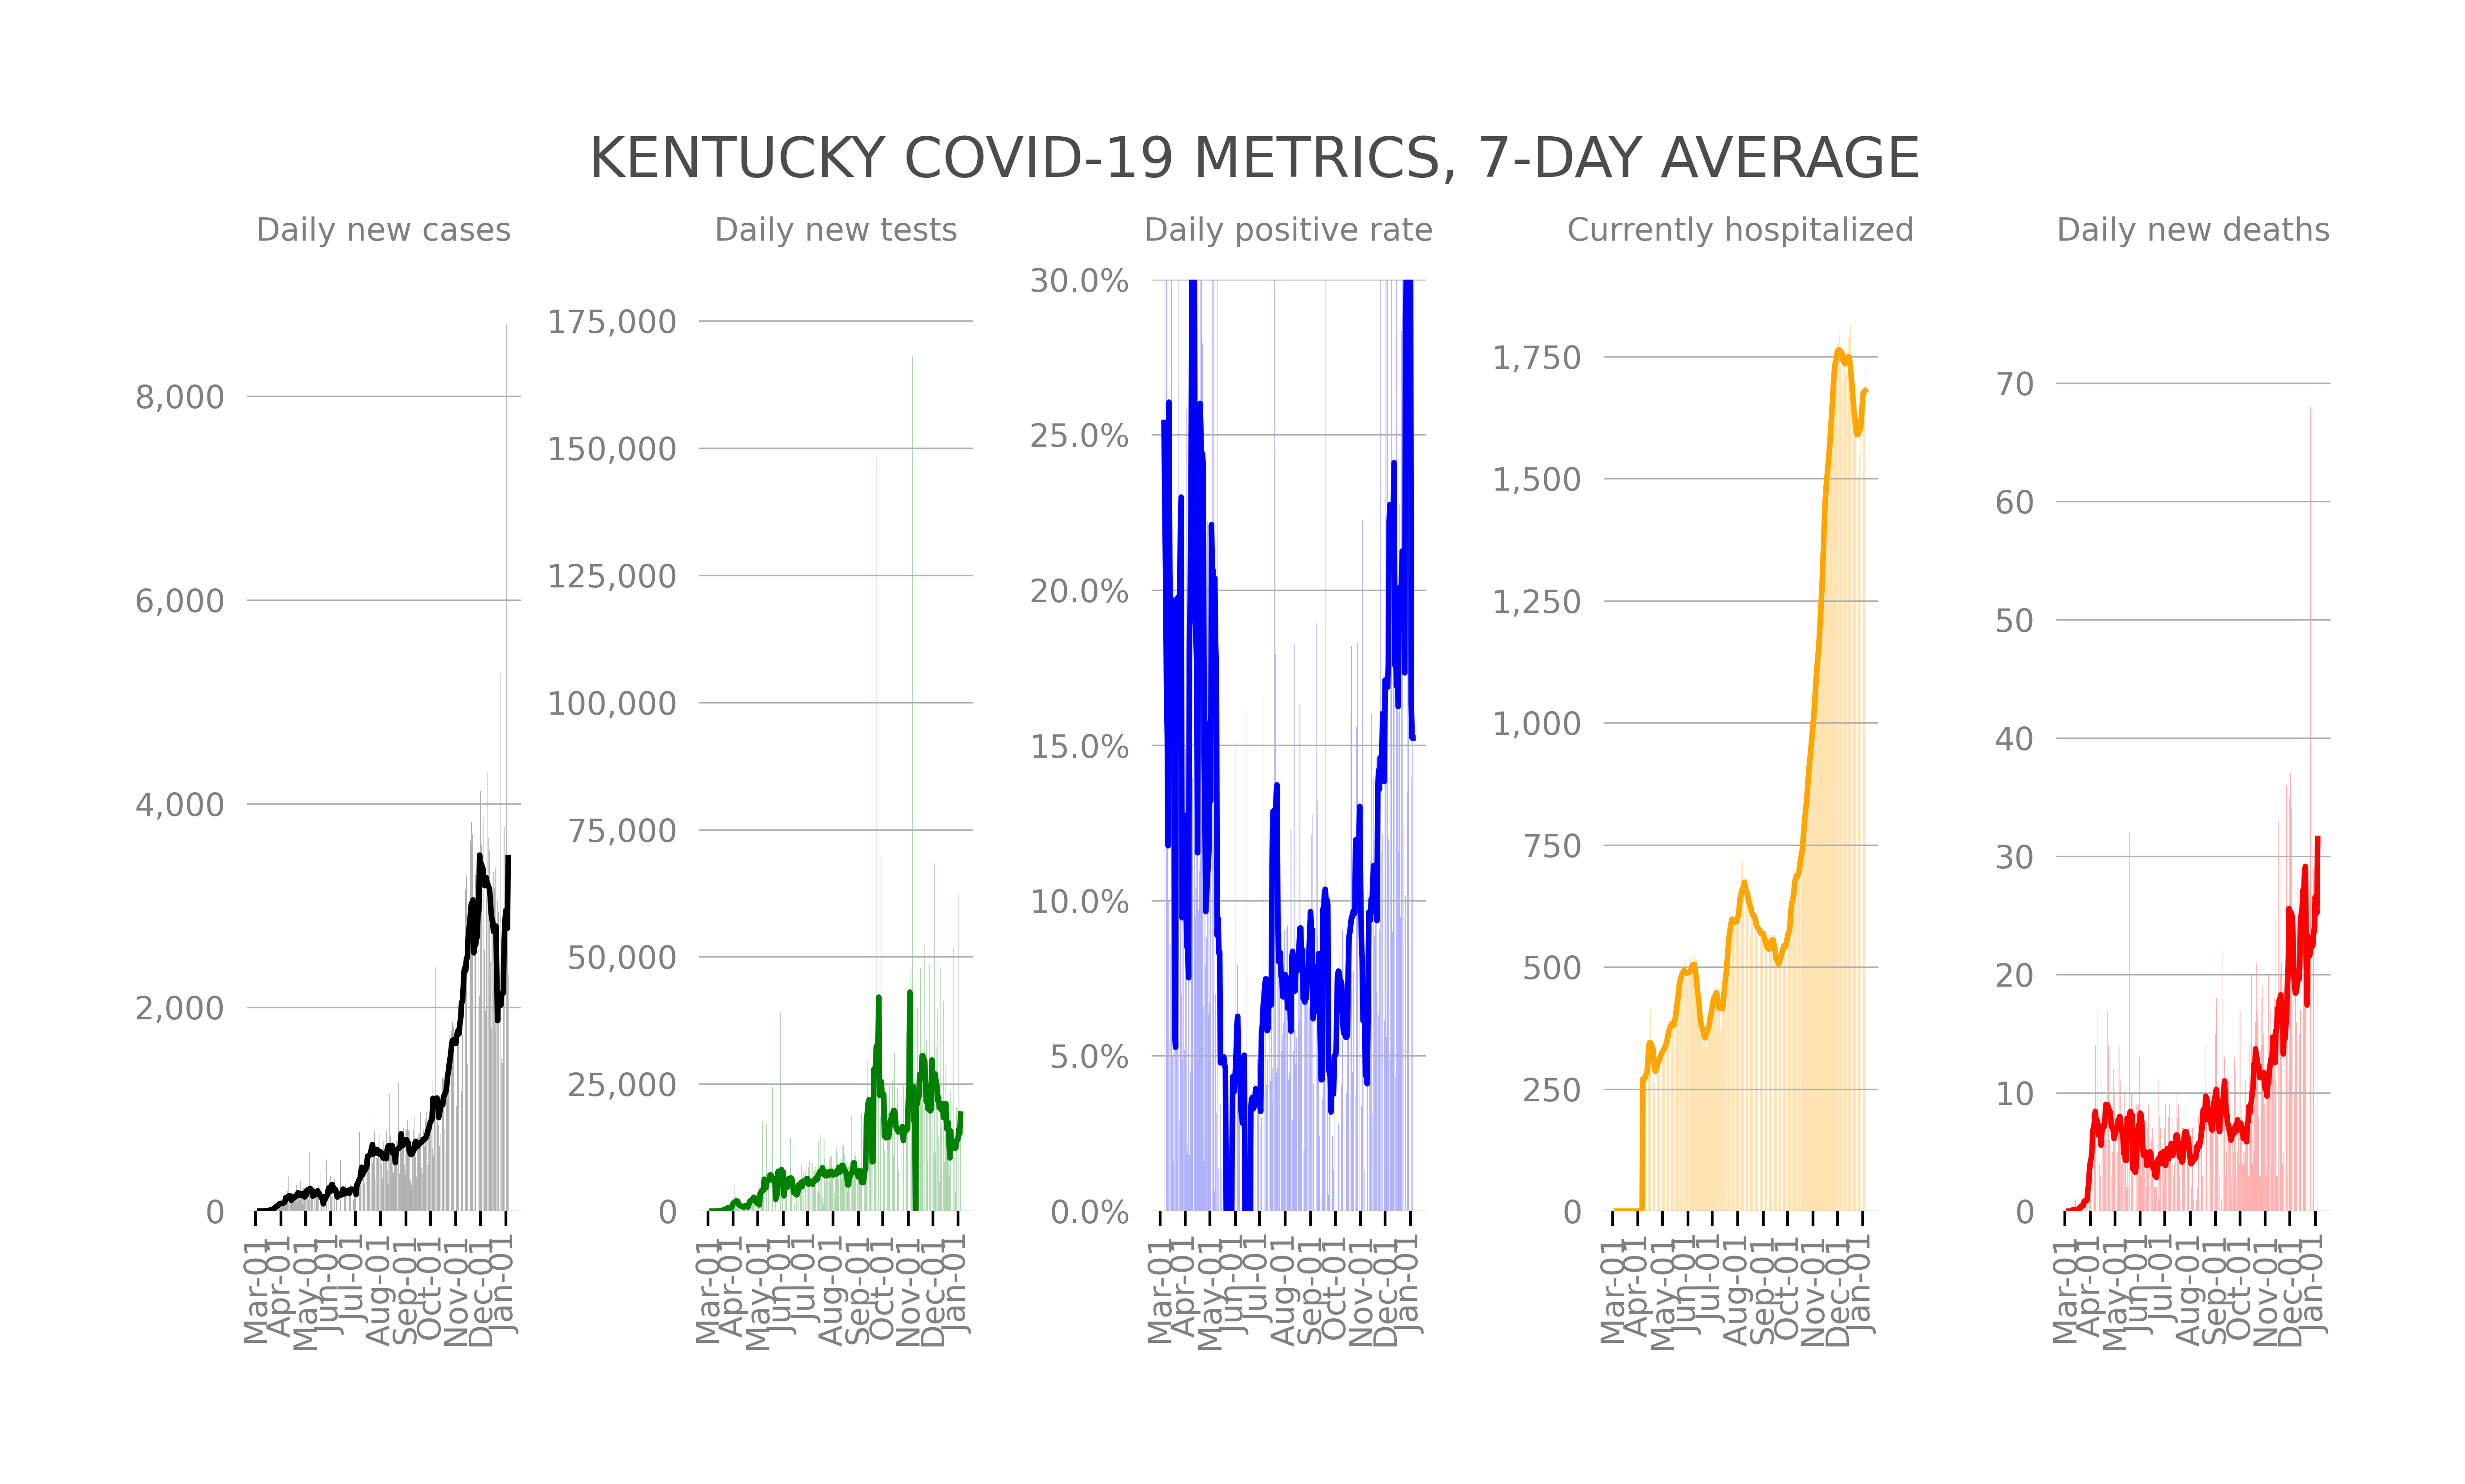 KENTUCKY COVID-19 METRICS, 7-DAY AVERAGE
Daily new cases
8,000
6,000
4,000
2,000
0
Mar-01
Apr-01
May-01
Jun-01
Jul-01
Aug-01
Sep-01
Oct-01
Nov-01
Dec-01
Jan-01
Daily new tests
175,000
150,000
125,000
100,000
75,000
50,000
25,000
0
Mar-01
Apr-01
May-01
Jun-01
Jul-01
Aug-01
Sep-01
Oct-01
Nov-01
Dec-01
Jan-01
Daily positive rate
30.0%
25.0%
20.0%
15.0%
10.0%
5.0%
0.0%
Mar-01
Apr-01
May-01
Jun-01
Jul-01
Aug-01
Sep-01
Oct-01
Nov-01
Dec-01
Jan-01
Currently hospitalized
1,750
1,500
1,250
1,000
750
500
250
0
Mar-01
Apr-01
May-01
Jun-01
Jul-01
Aug-01
Sep-01
Oct-01
Nov-01
Dec-01
Jan-01
Daily new deaths
70
60
50
40
30
20
10
0
Mar-01
Apr-01
May-01
Jun-01
Jul-01
Aug-01
Sep-01
Oct-01
Nov-01
Dec-01
Jan-01